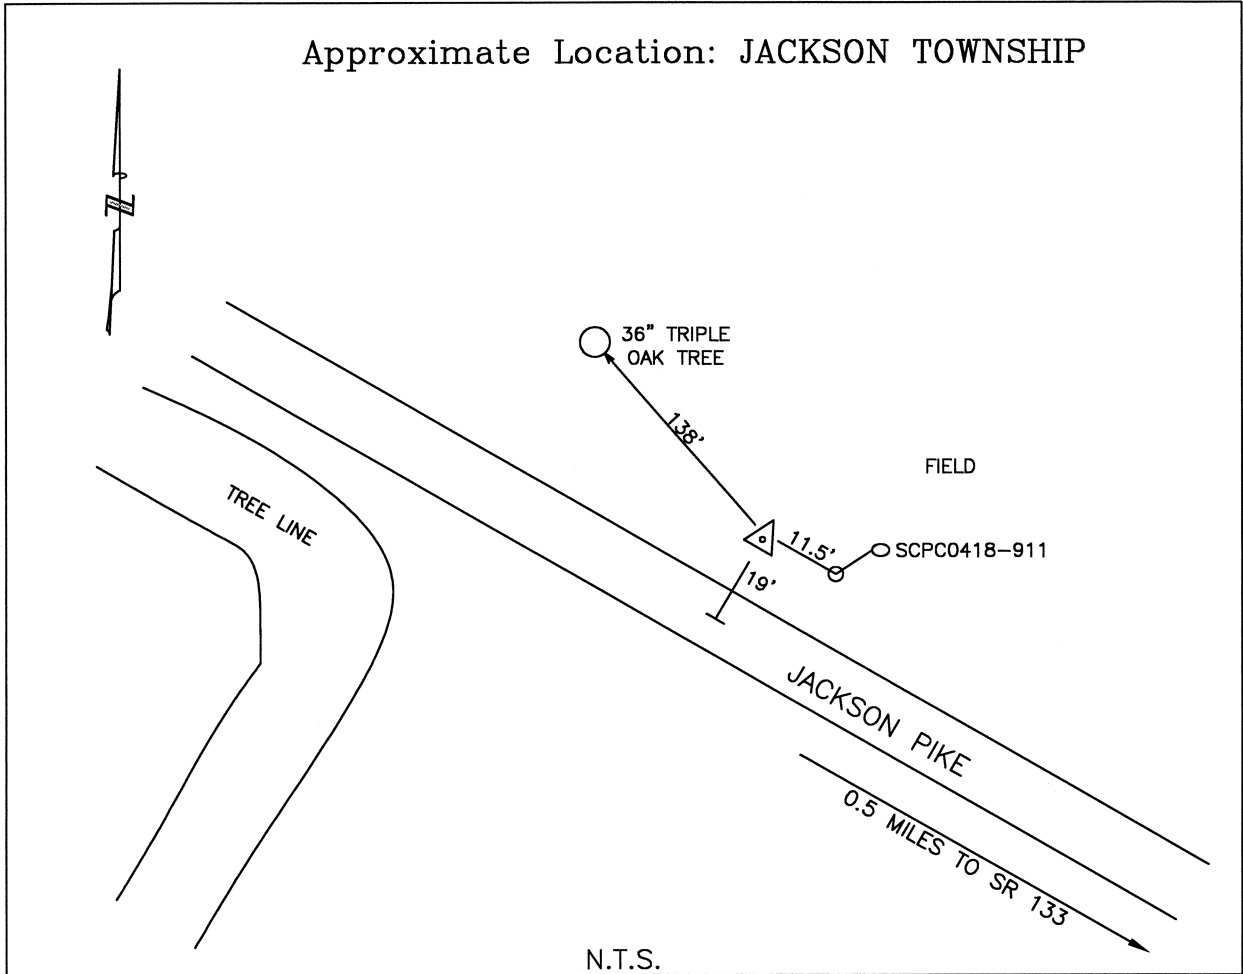 Approximate Location: JACKSON TOWNSHIP
N
36" TRIPLE
OAK TREE
138'
FIELD
TREE LINE
11.5'
SCPC0418-911
19'
JACKSON PIKE
0.5 MILES TO SR 133
N.T.S.